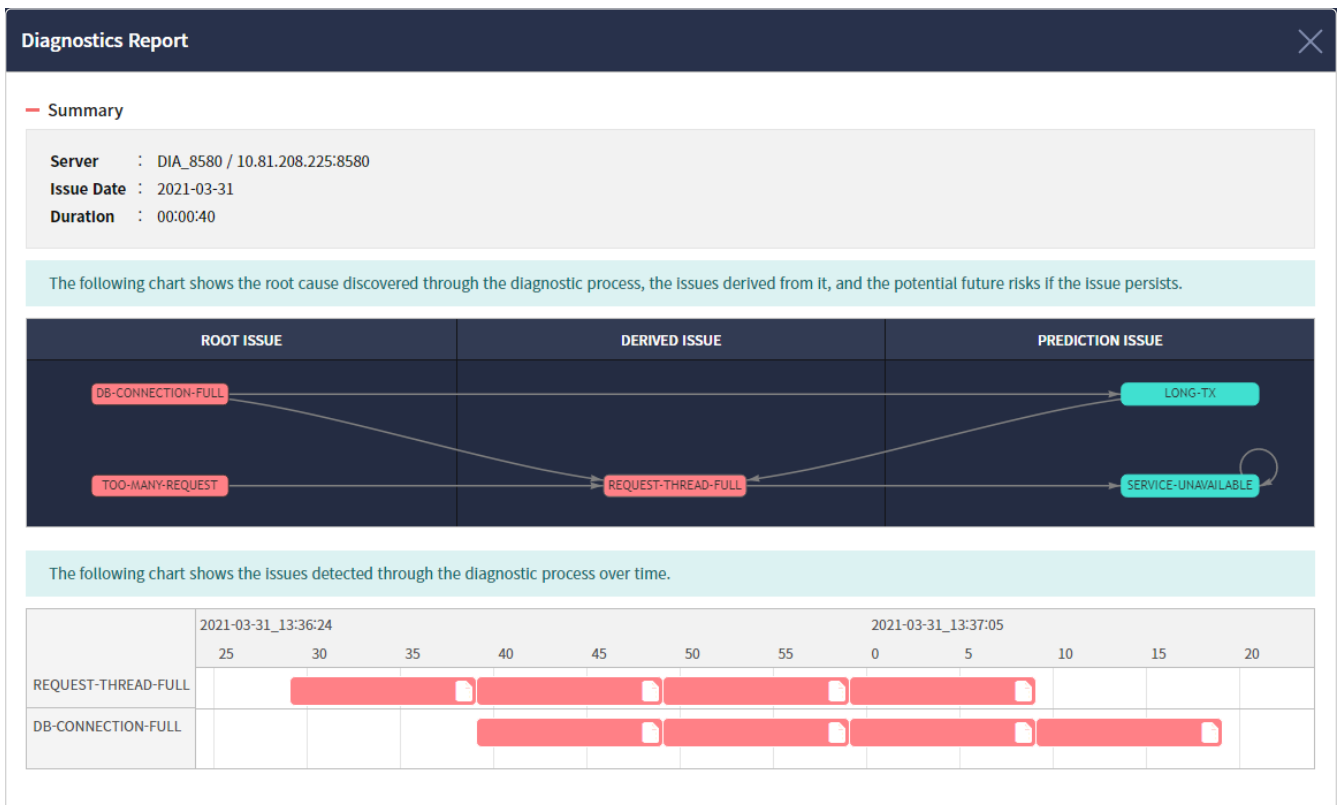 Diagnostics Report
Summary
Server : DIA_8580 / 10.81.208.225:8580
Issue Date : 2021-03-31
Duration : 00:00:40
The following chart shows the root cause discovered through the diagnostic process, the issues derived from it, and the potential future risks if the issue persists.
ROOT ISSUE DERIVED ISSUE PREDICTION ISSUE
DB-CONNECTION-FULL LONG-TX
TOO-MANY-REQUEST REQUEST-THREAD-FULL SERVICE-UNAVAILABLE
The following chart shows the issues detected through the diagnostic process over time.
2021-03-31_13:36:24 2021-03-31_13:37:05
25 30 35 40 45 50 55 0 5 10 15 20
REQUEST-THREAD-FULL
DB-CONNECTION-FULL